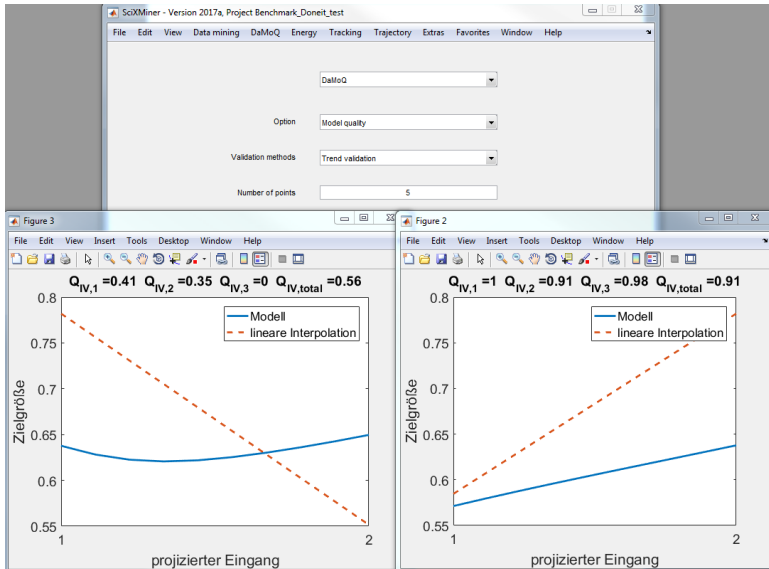 SciXMiner - Version 2017a, Project Benchmark_Doneit_test
File Edit View Data mining DaMoQ Energy Tracking Trajectory Extras Favorites Window Help
DaMoQ
Option Model quality
Validation methods Trend validation
Number of points 5
Figure 3
File Edit View Insert Tools Desktop Window Help
Q_IV,1 =0.41 Q_IV,2 =0.35 Q_IV,3 =0 Q_IV,total =0.56
0.8
0.75
0.7
0.65
0.6
0.55
Zielgröße
Modell
lineare Interpolation
1 2
projizierter Eingang
Figure 2
File Edit View Insert Tools Desktop Window Help
Q_IV,1 =1 Q_IV,2 =0.91 Q_IV,3 =0.98 Q_IV,total =0.91
0.8
0.75
0.7
0.65
0.6
0.55
Zielgröße
Modell
lineare Interpolation
1 2
projizierter Eingang